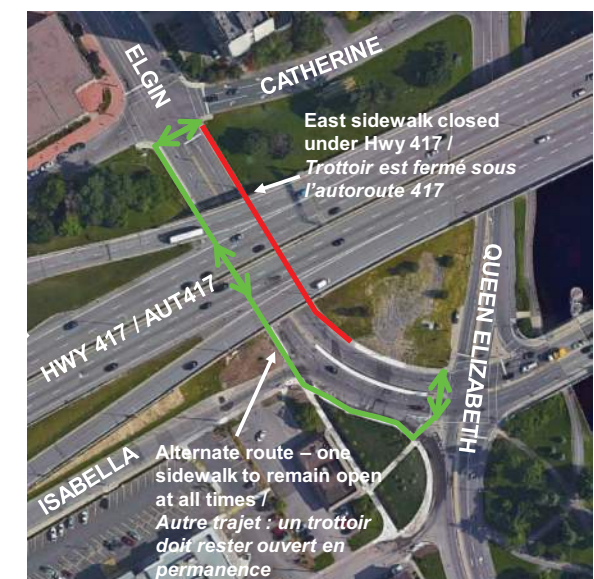 ELGIN
CATHERINE
East sidewalk closed
under Hwy 417 /
Trottoir est fermé sous
l'autoroute 417
QUEEN ELIZABETH
HWY 417 / AUT417
ISABELLA
Alternate route – one
sidewalk to remain open
at all times /
Autre trajet : un trottoir
doit rester ouvert en
permanence